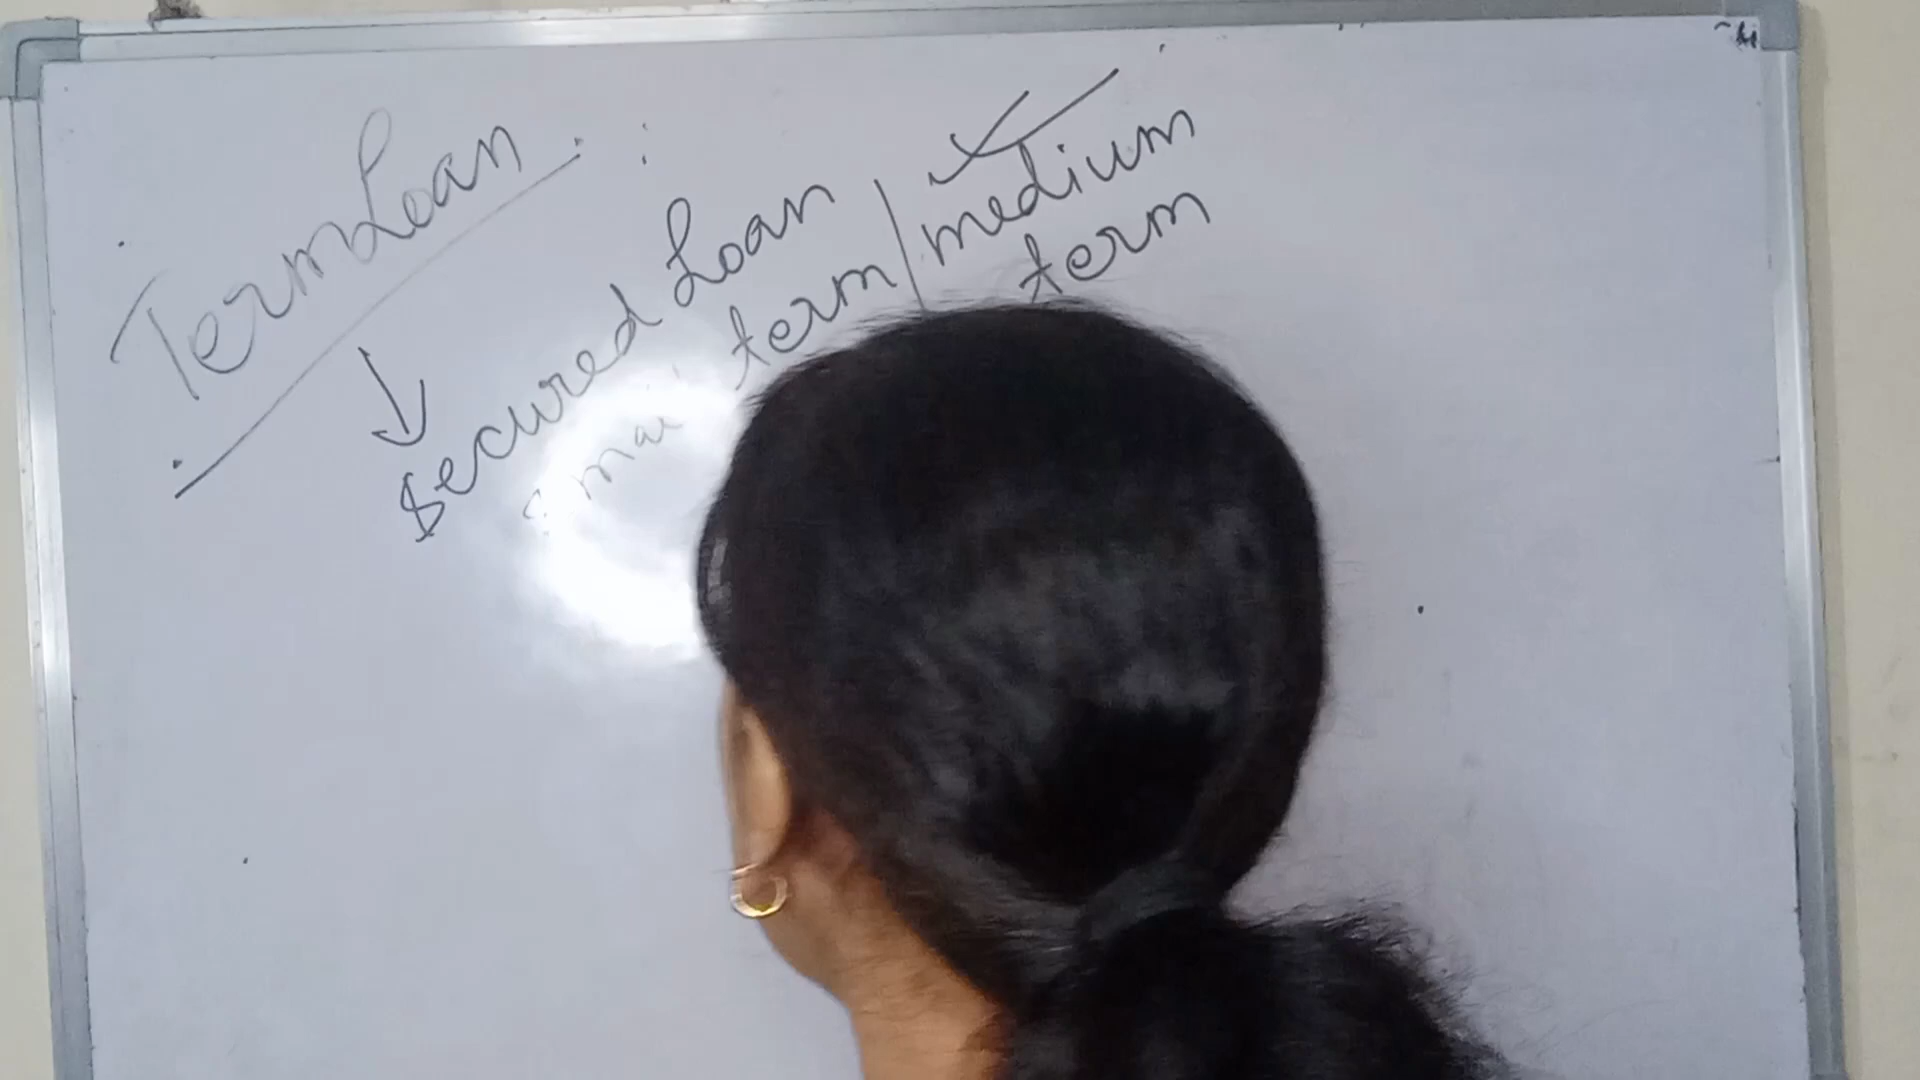 Term Loan :
secured Loan
term / medium
term